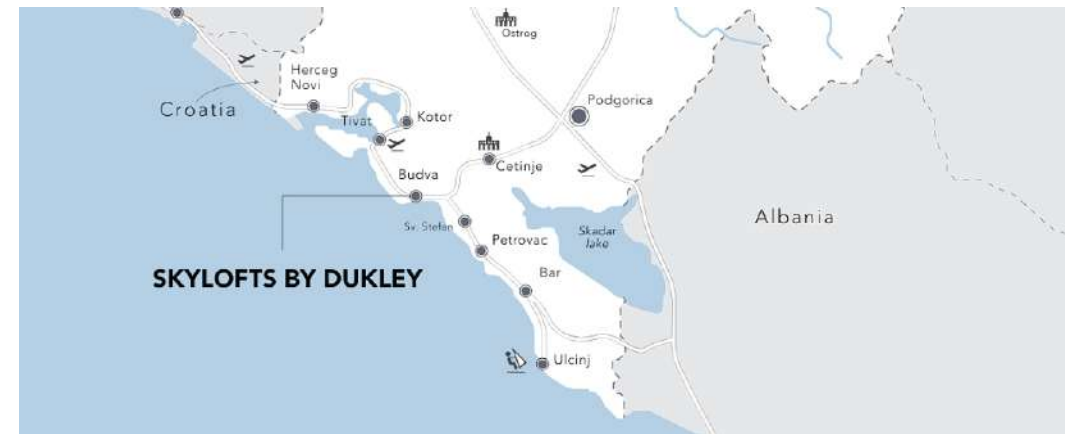 Ostrog
Herceg
Novi
Croatia
Tivat
Kotor
Podgorica
Cetinje
Budva
Sv. Stefan
Skadar
lake
Albania
Petrovac
SKYLOFTS BY DUKLEY
Bar
Ulcinj